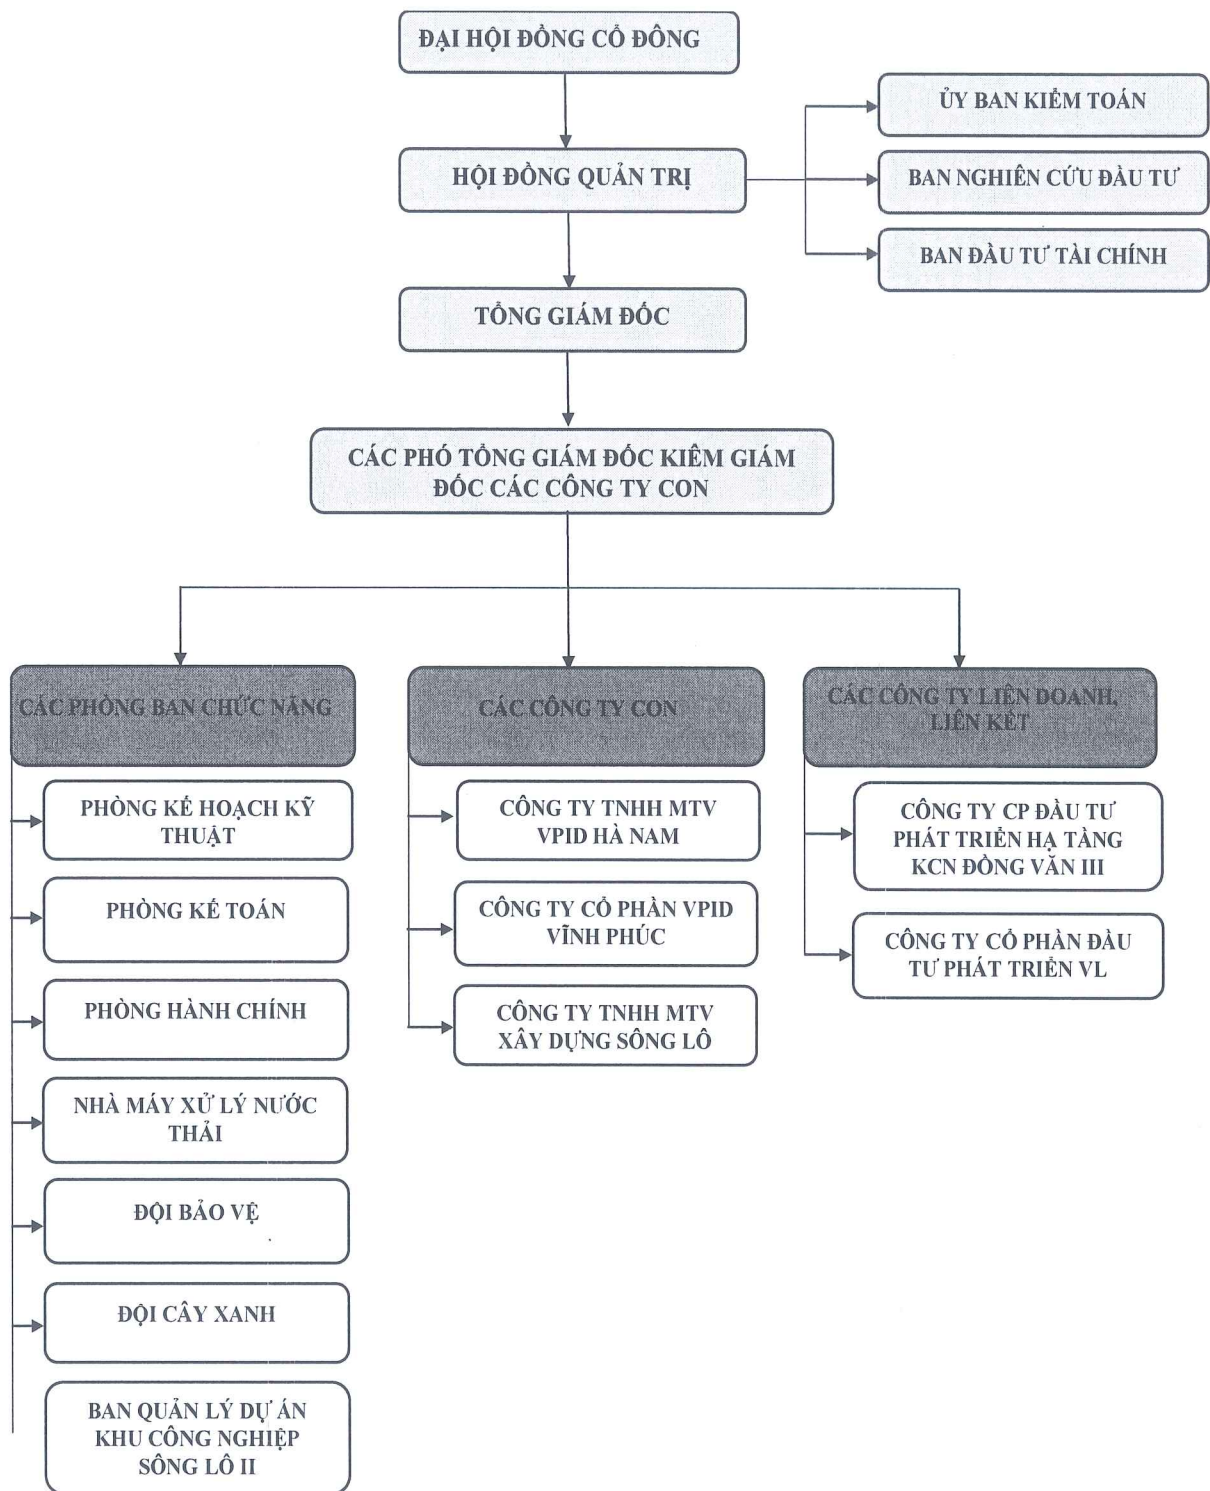 ĐẠI HỘI ĐỒNG CỔ ĐÔNG
HỘI ĐỒNG QUẢN TRỊ
ỦY BAN KIỂM TOÁN
BAN NGHIÊN CỨU ĐẦU TƯ
BAN ĐẦU TƯ TÀI CHÍNH
TỔNG GIÁM ĐỐC
CÁC PHÓ TỔNG GIÁM ĐỐC KIÊM GIÁM
ĐỐC CÁC CÔNG TY CON
CÁC PHÒNG BAN CHỨC NĂNG
PHÒNG KẾ HOẠCH KỸ
THUẬT
PHÒNG KẾ TOÁN
PHÒNG HÀNH CHÍNH
NHÀ MÁY XỬ LÝ NƯỚC
THẢI
ĐỘI BẢO VỆ
ĐỘI CÂY XANH
BAN QUẢN LÝ DỰ ÁN
KHU CÔNG NGHIỆP
SÔNG LÔ II
CÁC CÔNG TY CON
CÔNG TY TNHH MTV
VPID HÀ NAM
CÔNG TY CỔ PHẦN VPID
VĨNH PHÚC
CÔNG TY TNHH MTV
XÂY DỰNG SÔNG LÔ
CÁC CÔNG TY LIÊN DOANH,
LIÊN KẾT
CÔNG TY CP ĐẦU TƯ
PHÁT TRIỂN HẠ TẦNG
KCN ĐỒNG VĂN III
CÔNG TY CỔ PHẦN ĐẦU
TƯ PHÁT TRIỂN VL